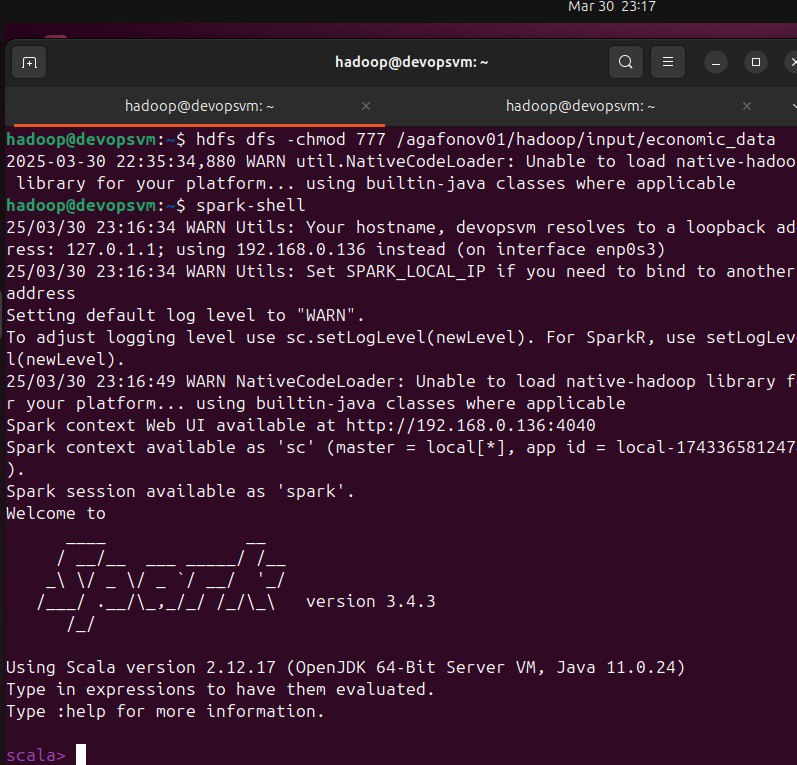 Mar 30 23:17
hadoop@devopsvm: ~
hadoop@devopsvm: ~
hadoop@devopsvm: ~
hadoop@devopsvm:~$ hdfs dfs -chmod 777 /agafonov01/hadoop/input/economic_data
2025-03-30 22:35:34,880 WARN util.NativeCodeLoader: Unable to load native-hadoo
 library for your platform... using builtin-java classes where applicable
hadoop@devopsvm:~$ spark-shell
25/03/30 23:16:34 WARN Utils: Your hostname, devopsvm resolves to a loopback ad
ress: 127.0.1.1; using 192.168.0.136 instead (on interface enp0s3)
25/03/30 23:16:34 WARN Utils: Set SPARK_LOCAL_IP if you need to bind to another
address
Setting default log level to "WARN".
To adjust logging level use sc.setLogLevel(newLevel). For SparkR, use setLogLev
l(newLevel).
25/03/30 23:16:49 WARN NativeCodeLoader: Unable to load native-hadoop library f
r your platform... using builtin-java classes where applicable
Spark context Web UI available at http://192.168.0.136:4040
Spark context available as 'sc' (master = local[*], app id = local-174336581247
).
Spark session available as 'spark'.
Welcome to
      ____              __
     / __/__  ___ _____/ /__
    _\ \/ _ \/ _ `/ __/  '_/
   /___/ .__/\_,_/_/ /_/\_\   version 3.4.3
      /_/
Using Scala version 2.12.17 (OpenJDK 64-Bit Server VM, Java 11.0.24)
Type in expressions to have them evaluated.
Type :help for more information.
scala>